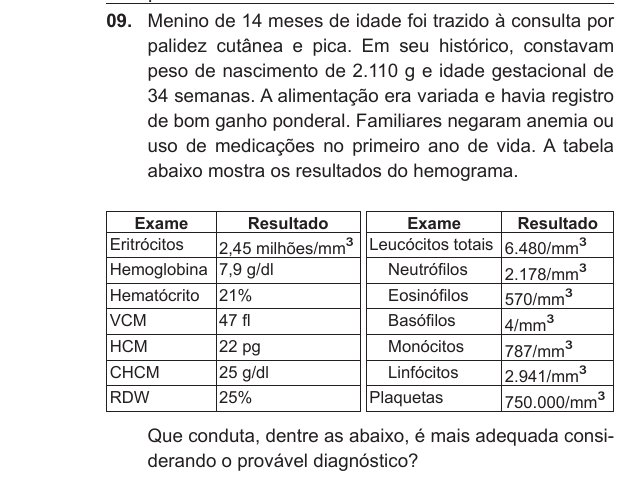 09. Menino de 14 meses de idade foi trazido à consulta por
palidez cutânea e pica. Em seu histórico, constavam
peso de nascimento de 2.110 g e idade gestacional de
34 semanas. A alimentação era variada e havia registro
de bom ganho ponderal. Familiares negaram anemia ou
uso de medicações no primeiro ano de vida. A tabela
abaixo mostra os resultados do hemograma.
Exame Resultado Exame Resultado
Eritrócitos 2,45 milhões/mm³ Leucócitos totais 6.480/mm³
Hemoglobina 7,9 g/dl Neutrófilos 2.178/mm³
Hematócrito 21% Eosinófilos 570/mm³
VCM 47 fl Basófilos 4/mm³
HCM 22 pg Monócitos 787/mm³
CHCM 25 g/dl Linfócitos 2.941/mm³
RDW 25% Plaquetas 750.000/mm³
Que conduta, dentre as abaixo, é mais adequada consi-
derando o provável diagnóstico?